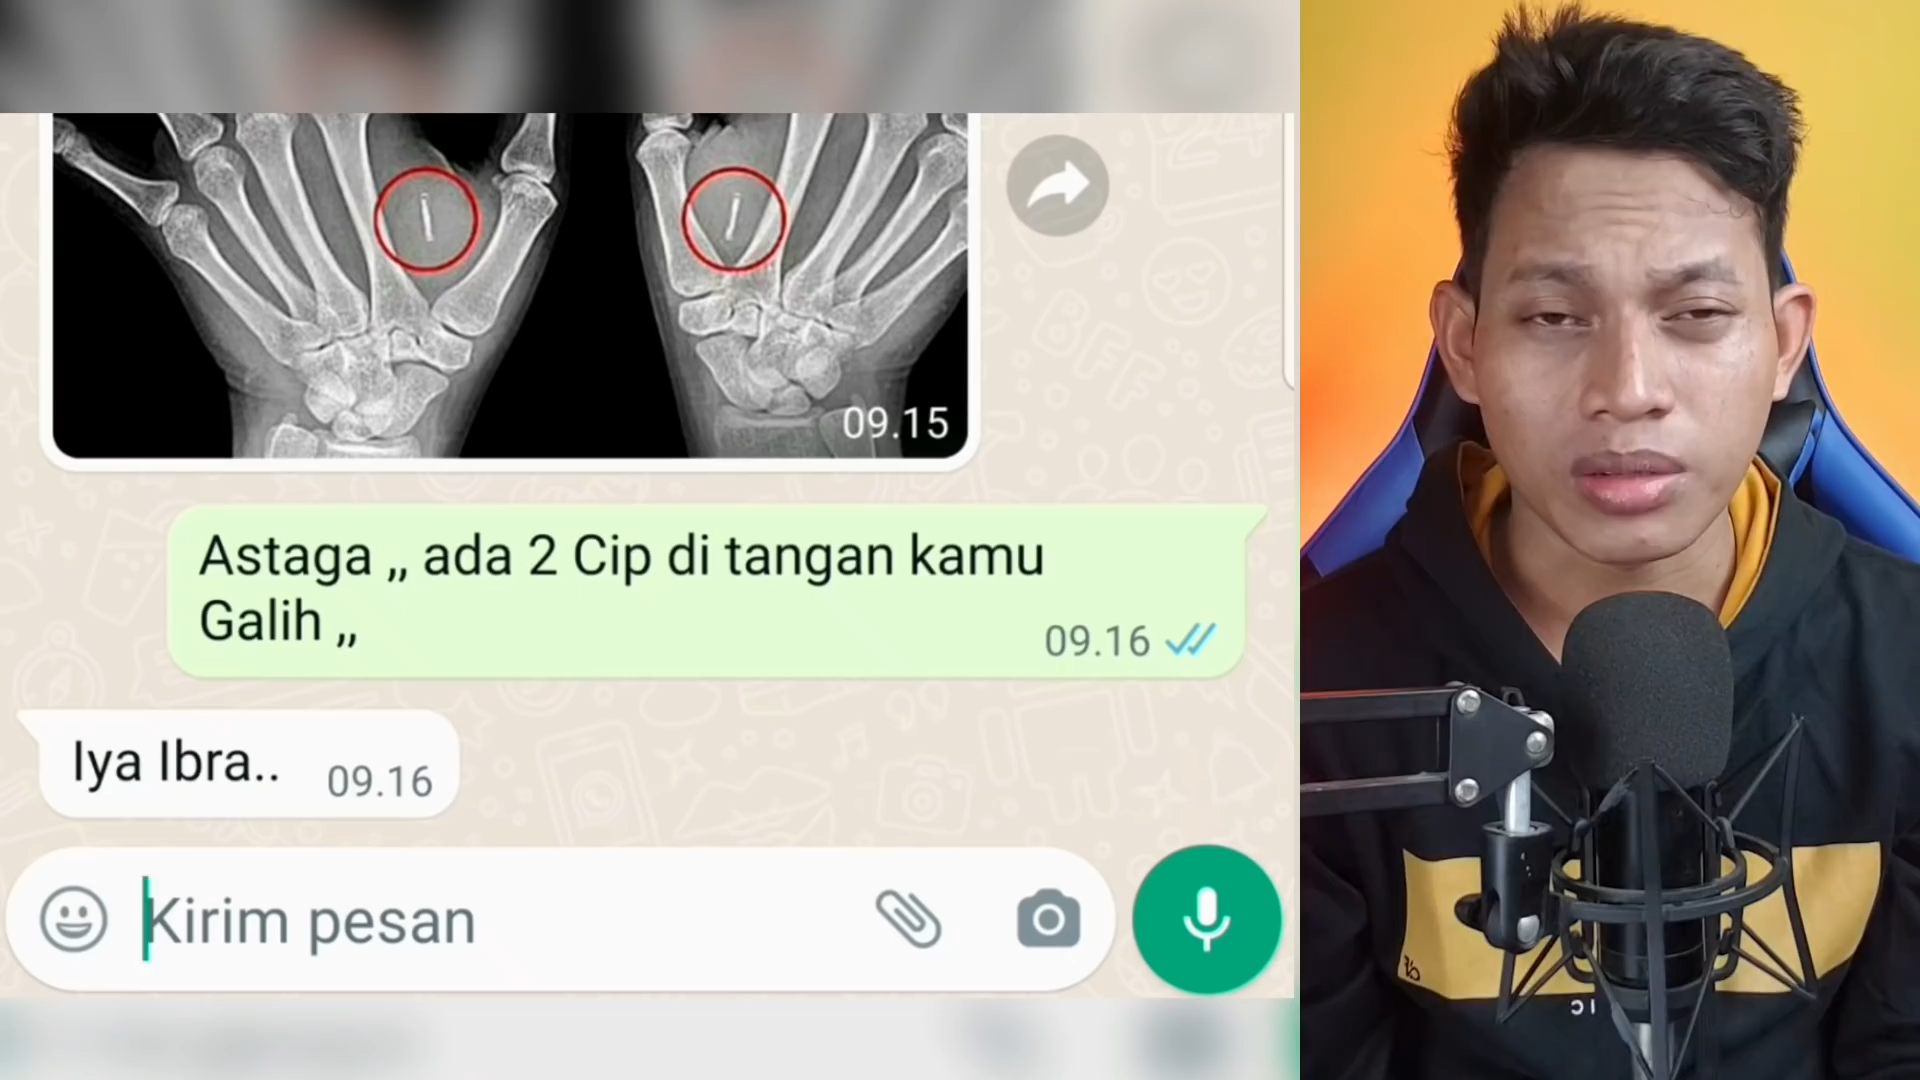 09.15
Astaga ,, ada 2 Cip di tangan kamu
Galih ,,
09.16
Iya Ibra..
09.16
Kirim pesan